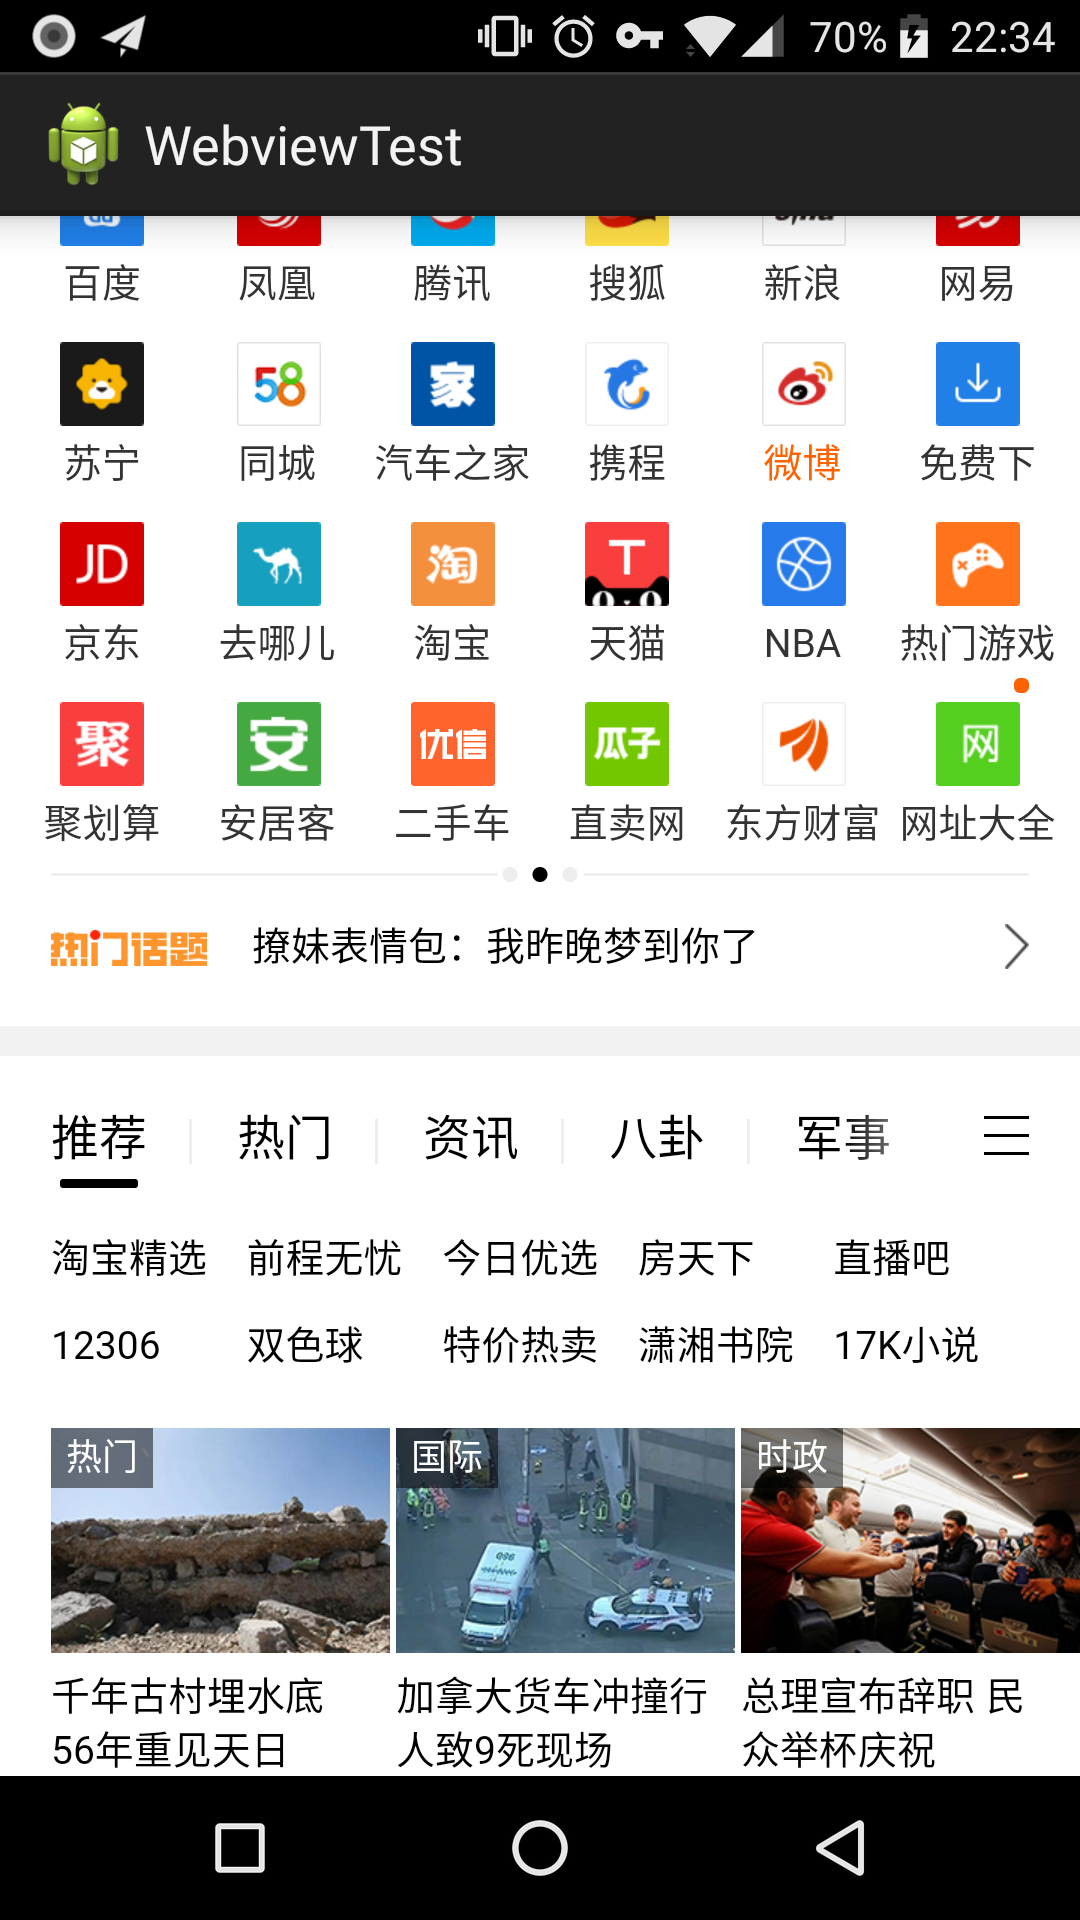 70% 22:34
WebviewTest
百度 凤凰 腾讯 搜狐 新浪 网易
58 家
苏宁 同城 汽车之家 携程 微博 免费下
JD 淘 T
京东 去哪儿 淘宝 天猫 NBA 热门游戏
聚 安 优信 瓜子 网
聚划算 安居客 二手车 直卖网 东方财富 网址大全
热门话题 撩妹表情包：我昨晚梦到你了
推荐 热门 资讯 八卦 军事
淘宝精选 前程无忧 今日优选 房天下 直播吧
12306 双色球 特价热卖 潇湘书院 17K小说
热门 国际 时政
千年古村埋水底
56年重见天日
加拿大货车冲撞行
人致9死现场
总理宣布辞职 民
众举杯庆祝